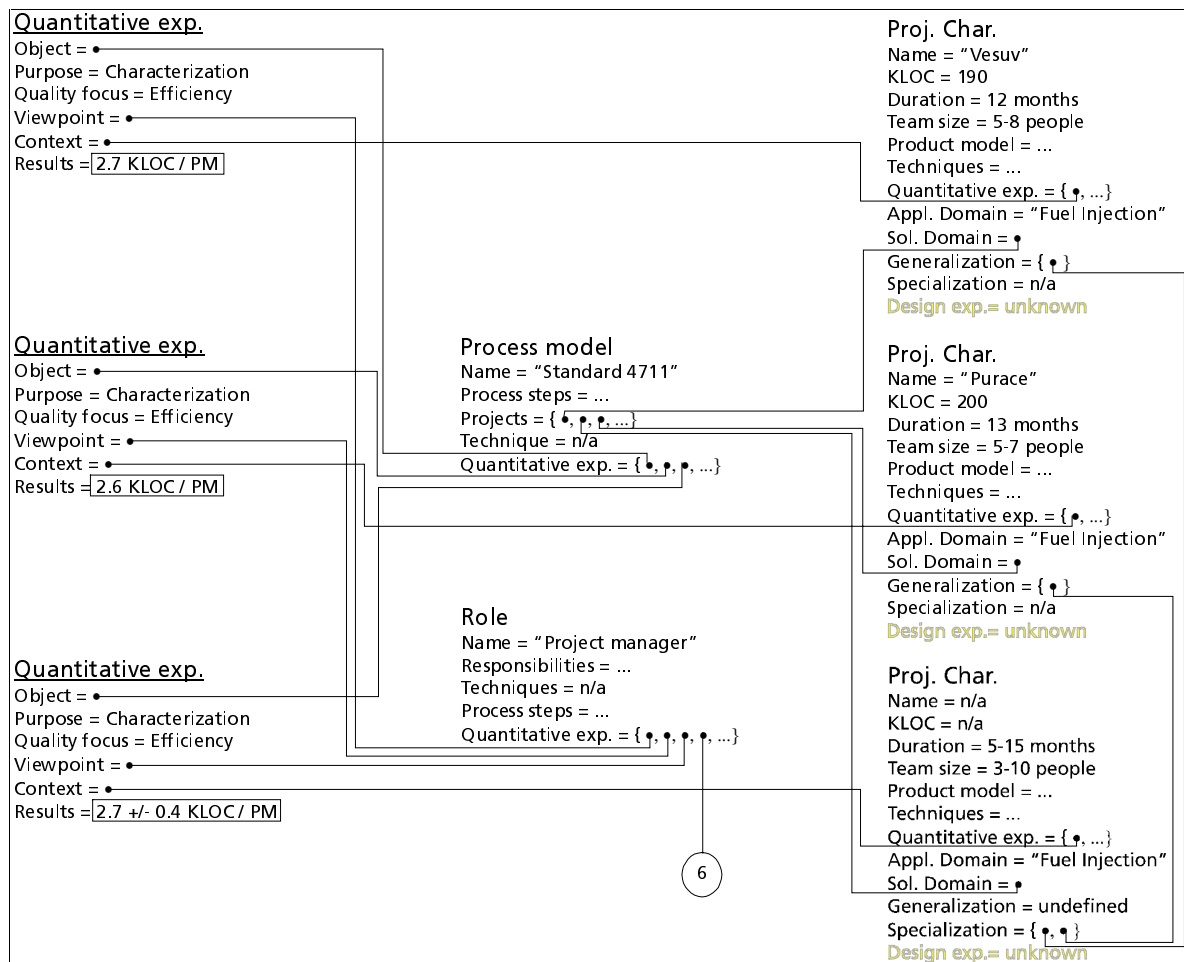 Quantitative exp.
Object =
Purpose = Characterization
Quality focus = Efficiency
Viewpoint =
Context =
Results = 2.7 KLOC / PM
Quantitative exp.
Object =
Purpose = Characterization
Quality focus = Efficiency
Viewpoint =
Context =
Results = 2.6 KLOC / PM
Quantitative exp.
Object =
Purpose = Characterization
Quality focus = Efficiency
Viewpoint =
Context =
Results = 2.7 +/- 0.4 KLOC / PM
Process model
Name = “Standard 4711”
Process steps = ...
Projects = { , , , ...}
Technique = n/a
Quantitative exp. = { , , , ...}
Role
Name = “Project manager”
Responsibilities = ...
Techniques = n/a
Process steps = ...
Quantitative exp. = { , , , , ...}
6
Proj. Char.
Name = “Vesuv”
KLOC = 190
Duration = 12 months
Team size = 5-8 people
Product model = ...
Techniques = ...
Quantitative exp. = { , ...}
Appl. Domain = “Fuel Injection”
Sol. Domain =
Generalization = { }
Specialization = n/a
Design exp.= unknown
Proj. Char.
Name = “Purace”
KLOC = 200
Duration = 13 months
Team size = 5-7 people
Product model = ...
Techniques = ...
Quantitative exp. = { , ...}
Appl. Domain = “Fuel Injection”
Sol. Domain =
Generalization = { }
Specialization = n/a
Design exp.= unknown
Proj. Char.
Name = n/a
KLOC = n/a
Duration = 5-15 months
Team size = 3-10 people
Product model = ...
Techniques = ...
Quantitative exp. = { , ...}
Appl. Domain = “Fuel Injection”
Sol. Domain =
Generalization = undefined
Specialization = { , }
Design exp.= unknown